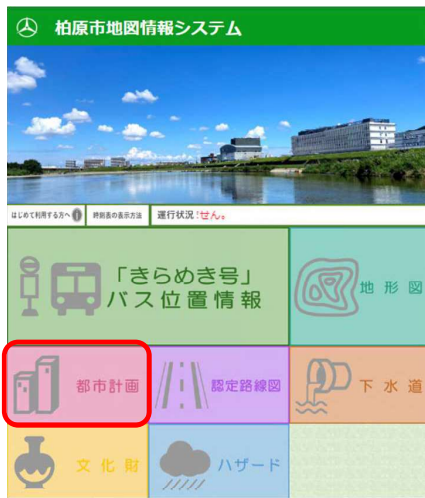 柏原市地図情報システム
はじめて利用する方へ 時刻表の表示方法 運行状況 せん。
「きらめき号」
バス位置情報
地形図
都市計画
認定路線図
下水道
文化財
ハザード